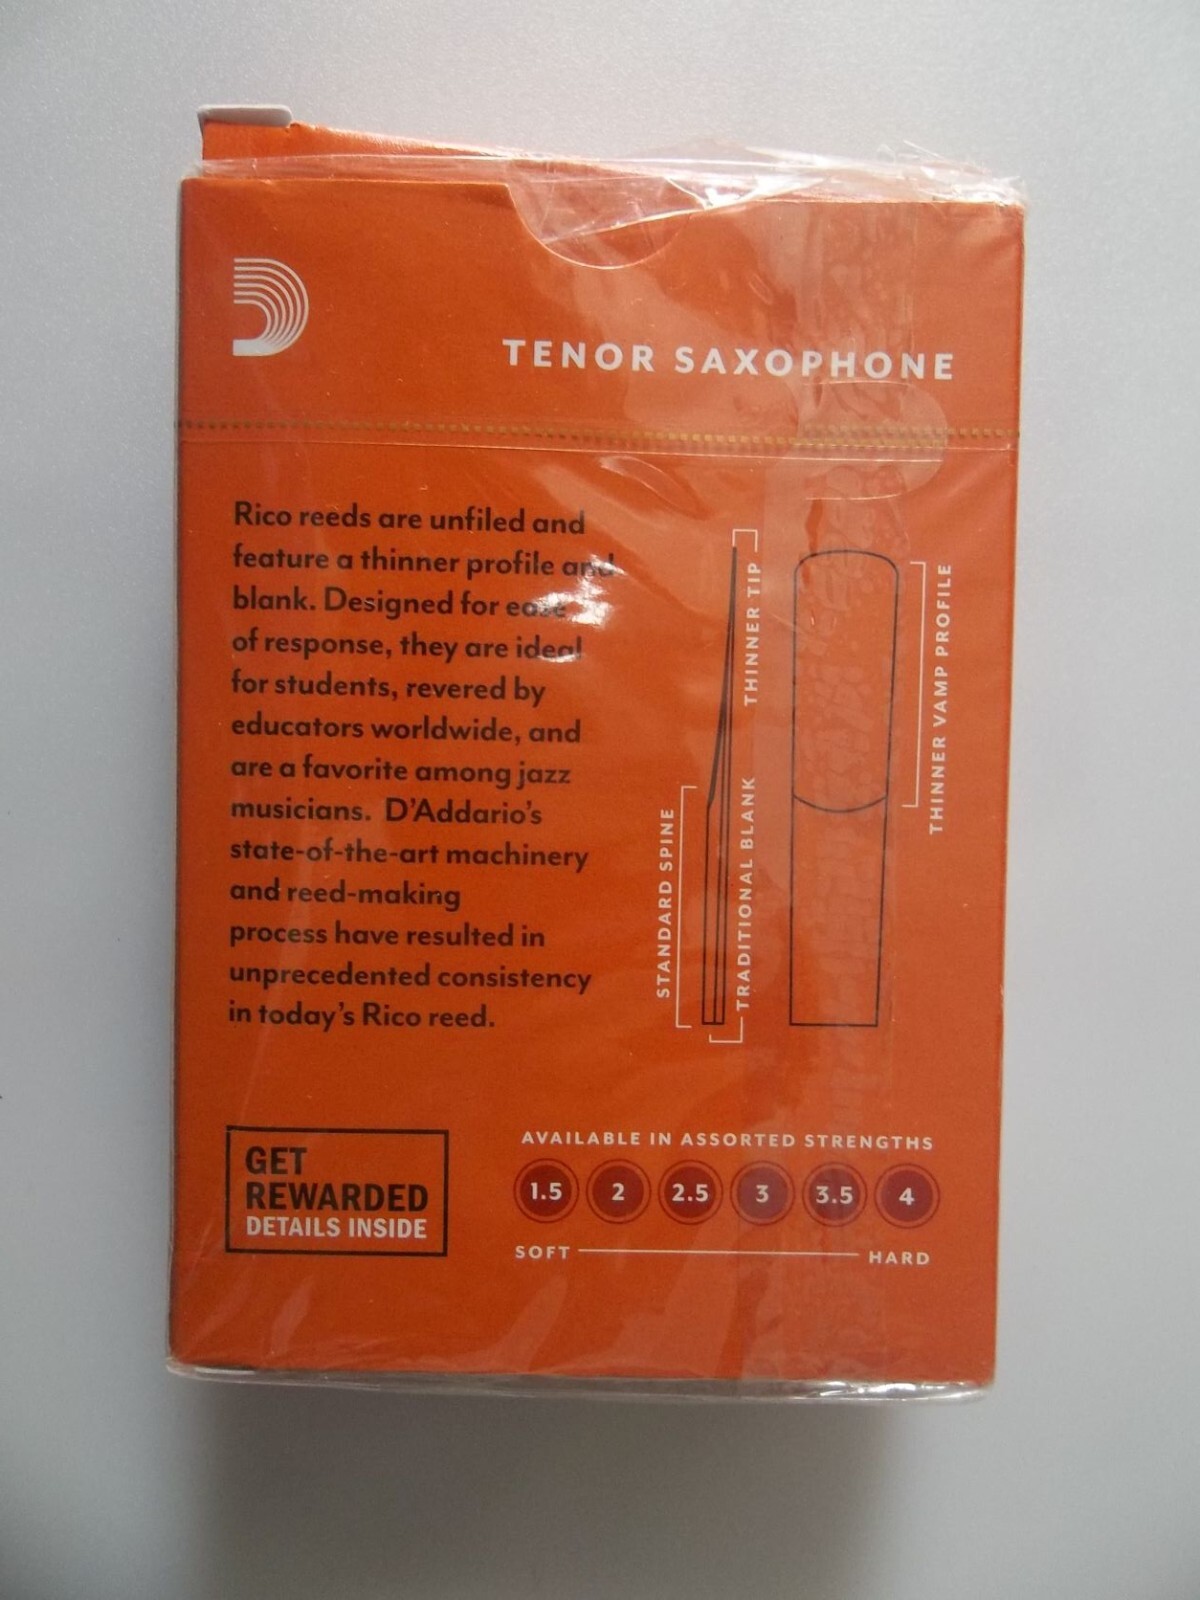 TENOR SAXOPHONE
Rico reeds are unfiled and
feature a thinner profile and
blank. Designed for ease
of response, they are ideal
for students, revered by
educators worldwide, and
are a favorite among jazz
musicians. D'Addario's
state-of-the-art machinery
and reed-making
process have resulted in
unprecedented consistency
in today's Rico reed.
STANDARD SPINE
THINNER TIP
TRADITIONAL BLANK
THINNER VAMP PROFILE
GET
REWARDED
DETAILS INSIDE
AVAILABLE IN ASSORTED STRENGTHS
1.5 2 2.5 3 3.5 4
SOFT HARD